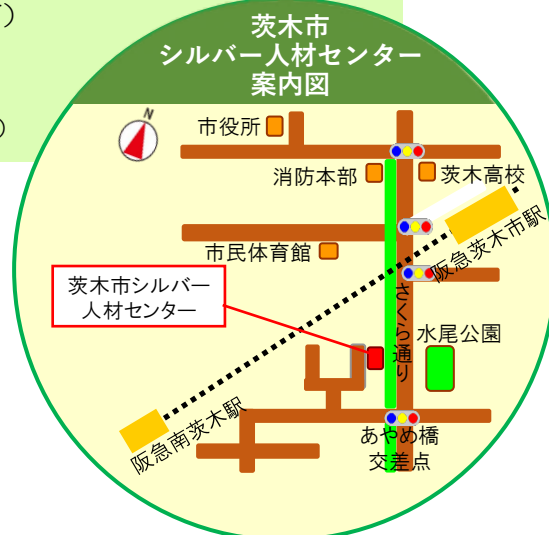 )
)
茨木市
シルバー人材センター
案内図
N
市役所
消防本部
茨木高校
阪急茨木市駅
市民体育館
茨木市シルバー
人材センター
さくら通り
水尾公園
阪急南茨木駅
あやめ橋
交差点